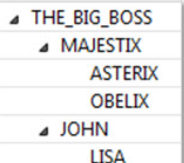 THE_BIG_BOSS
MAJESTIX
ASTERIX
OBELIX
JOHN
LISA